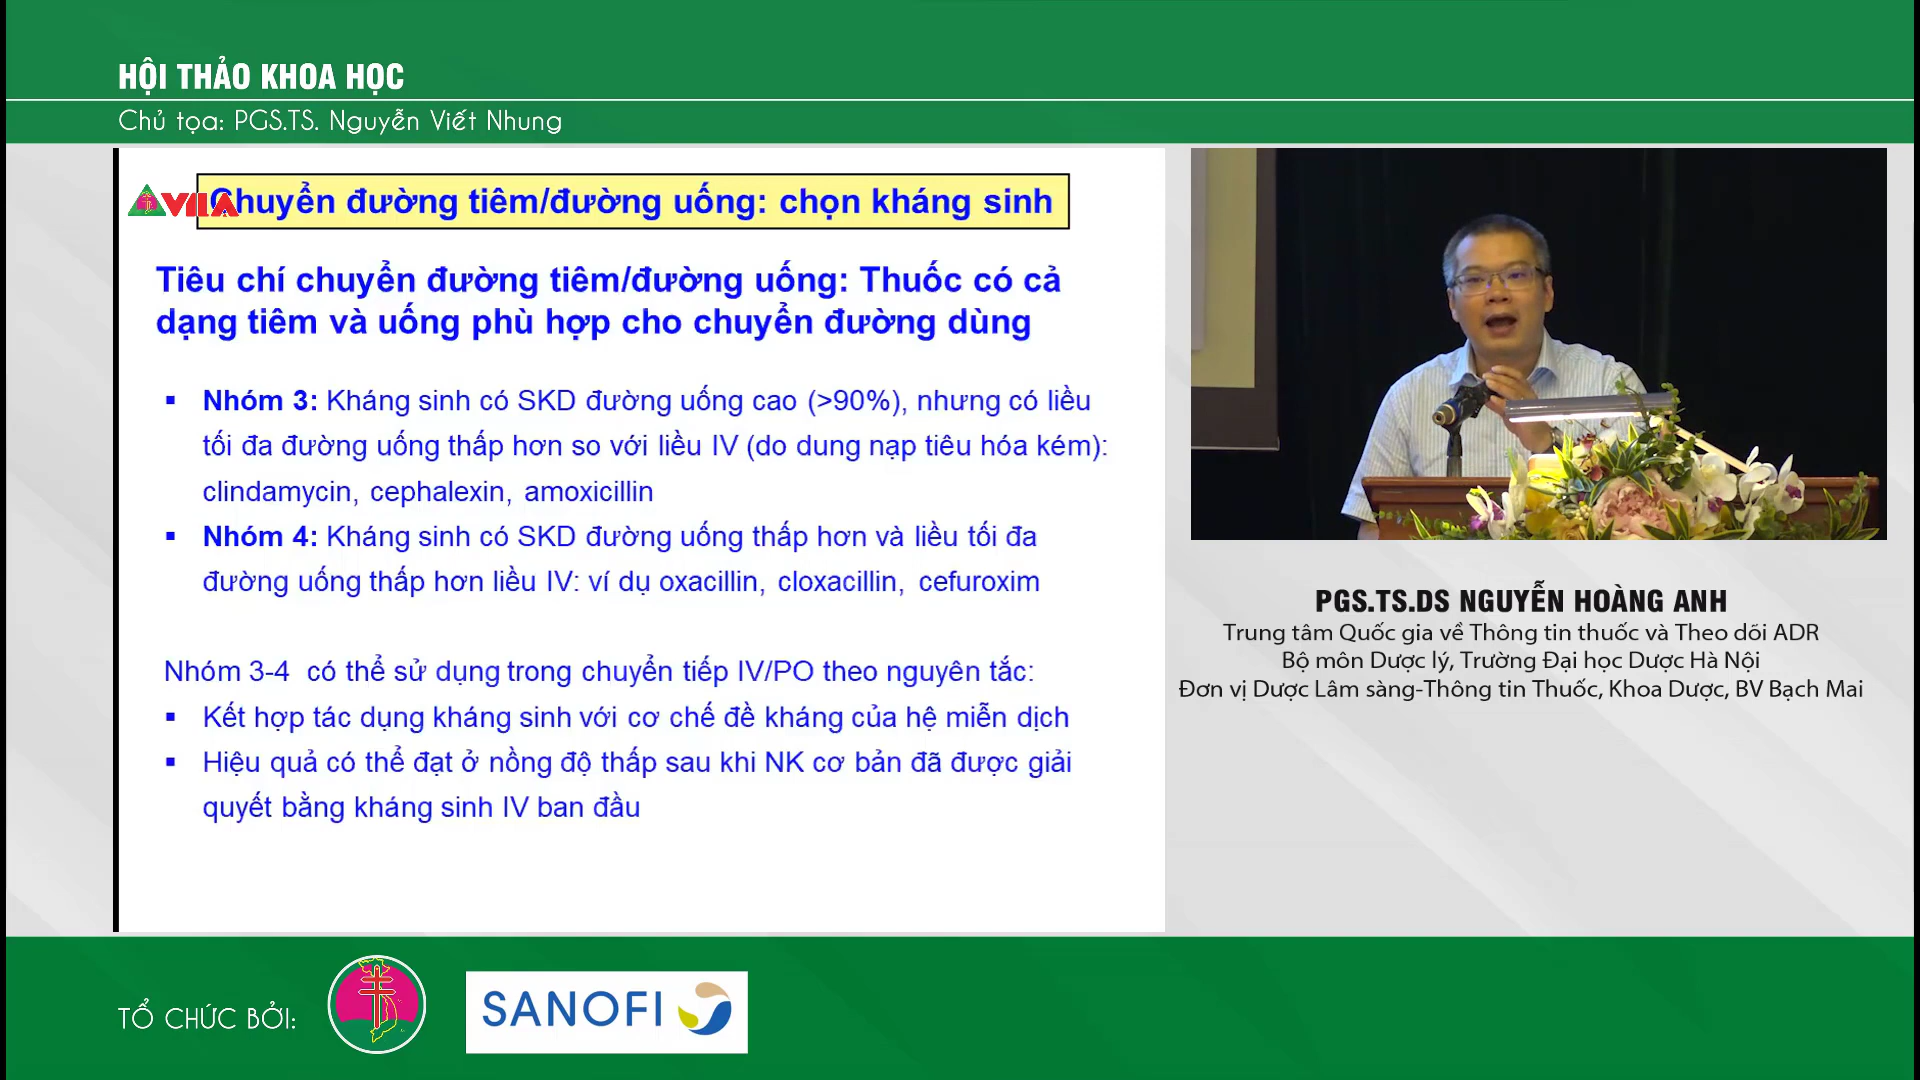 HỘI THẢO KHOA HỌC
Chủ tọa: PGS.TS. Nguyễn Viết Nhung
VILA
Chuyển đường tiêm/đường uống: chọn kháng sinh
Tiêu chí chuyển đường tiêm/đường uống: Thuốc có cả
dạng tiêm và uống phù hợp cho chuyển đường dùng
▪ Nhóm 3: Kháng sinh có SKD đường uống cao (>90%), nhưng có liều
tối đa đường uống thấp hơn so với liều IV (do dung nạp tiêu hóa kém):
clindamycin, cephalexin, amoxicillin
▪ Nhóm 4: Kháng sinh có SKD đường uống thấp hơn và liều tối đa
đường uống thấp hơn liều IV: ví dụ oxacillin, cloxacillin, cefuroxim
Nhóm 3-4 có thể sử dụng trong chuyển tiếp IV/PO theo nguyên tắc:
▪ Kết hợp tác dụng kháng sinh với cơ chế đề kháng của hệ miễn dịch
▪ Hiệu quả có thể đạt ở nồng độ thấp sau khi NK cơ bản đã được giải
quyết bằng kháng sinh IV ban đầu
PGS.TS.DS NGUYỄN HOÀNG ANH
Trung tâm Quốc gia về Thông tin thuốc và Theo dõi ADR
Bộ môn Dược lý, Trường Đại học Dược Hà Nội
Đơn vị Dược Lâm sàng-Thông tin Thuốc, Khoa Dược, BV Bạch Mai
TỔ CHỨC BỞI:
SANOFI